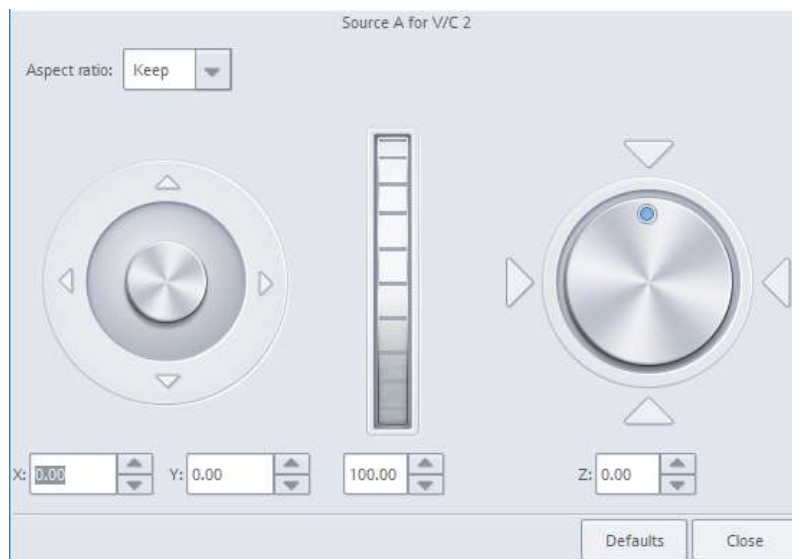 Source A for V/C 2
Aspect ratio: Keep
X: 0.00 Y: 0.00 100.00 Z: 0.00
Defaults Close